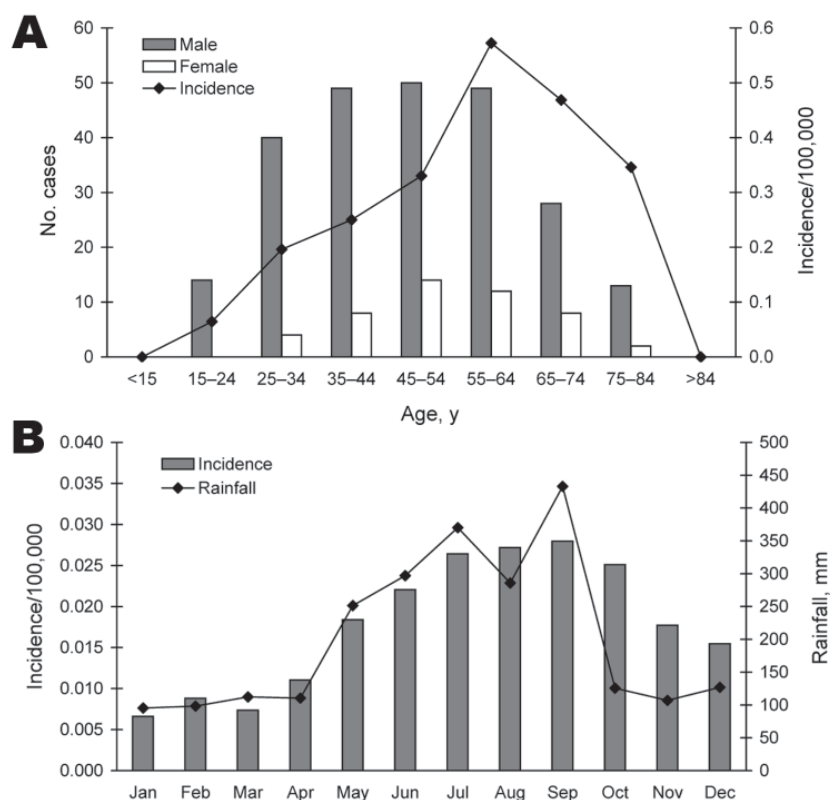 A
Male
Female
Incidence
No. cases
60
50
40
30
20
10
0
Incidence/100,000
0.6
0.5
0.4
0.3
0.2
0.1
0.0
<15 15–24 25–34 35–44 45–54 55–64 65–74 75–84 >84
Age, y
B
Incidence
Rainfall
Incidence/100,000
0.040
0.035
0.030
0.025
0.020
0.015
0.010
0.005
0.000
Rainfall, mm
500
450
400
350
300
250
200
150
100
50
0
Jan Feb Mar Apr May Jun Jul Aug Sep Oct Nov Dec